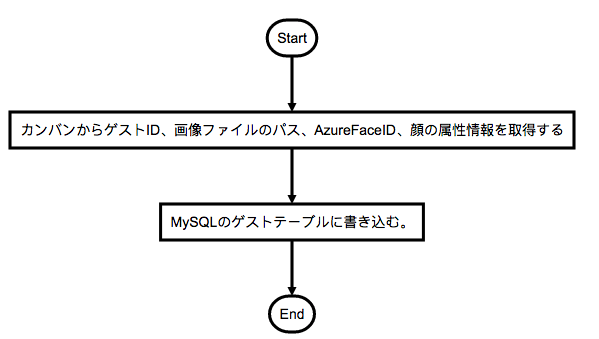 Start
カンバンからゲストID、画像ファイルのパス、AzureFaceID、顔の属性情報を取得する
MySQLのゲストテーブルに書き込む。
End